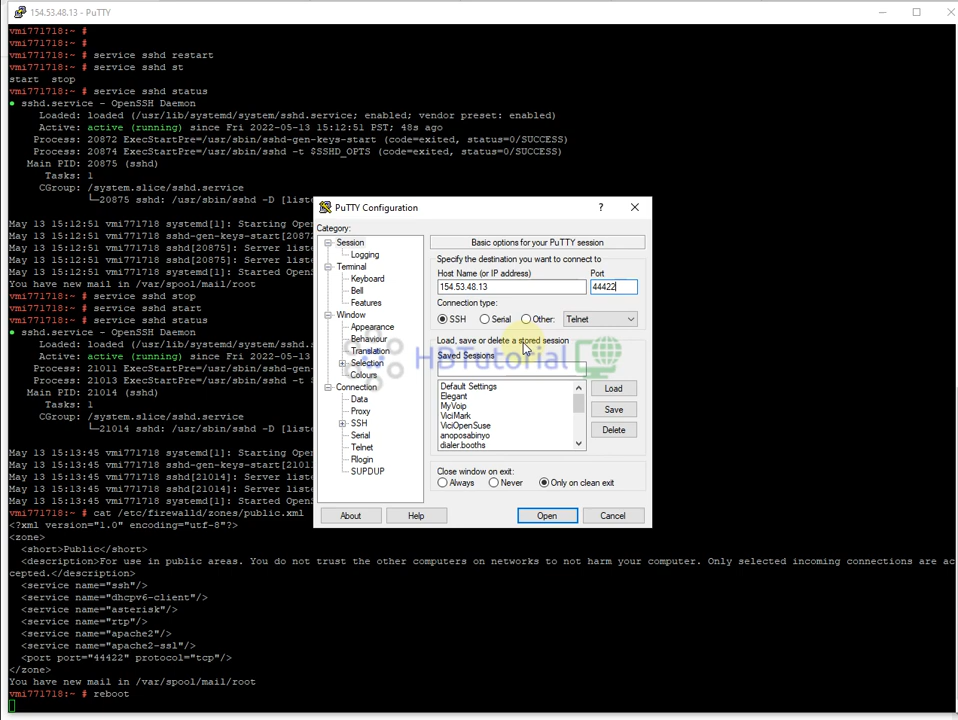 154.53.48.13 - PuTTY
vmi771718:~ #
vmi771718:~ #
vmi771718:~ # service sshd restart
vmi771718:~ # service sshd st
start  stop
vmi771718:~ # service sshd status
● sshd.service - OpenSSH Daemon
Loaded: loaded (/usr/lib/systemd/system/sshd.service; enabled; vendor preset: enabled)
Active: active (running) since Fri 2022-05-13 15:12:51 PST; 48s ago
Process: 20872 ExecStartPre=/usr/sbin/sshd-gen-keys-start (code=exited, status=0/SUCCESS)
Process: 20874 ExecStartPre=/usr/sbin/sshd -t $SSHD_OPTS (code=exited, status=0/SUCCESS)
Main PID: 20875 (sshd)
Tasks: 1
CGroup: /system.slice/sshd.service
└─20875 sshd: /usr/sbin/sshd -D [liste
May 13 15:12:51 vmi771718 systemd[1]: Starting Ope
May 13 15:12:51 vmi771718 sshd-gen-keys-start[2087
May 13 15:12:51 vmi771718 sshd[20875]: Server liste
May 13 15:12:51 vmi771718 sshd[20875]: Server liste
May 13 15:12:51 vmi771718 systemd[1]: Started Open
You have new mail in /var/spool/mail/root
vmi771718:~ # service sshd stop
vmi771718:~ # service sshd start
vmi771718:~ # service sshd status
● sshd.service - OpenSSH Daemon
Loaded: loaded (/usr/lib/systemd/system/sshd.
Active: active (running) since Fri 2022-05-13
Process: 21011 ExecStartPre=/usr/sbin/sshd-gen
Process: 21013 ExecStartPre=/usr/sbin/sshd -t $
Main PID: 21014 (sshd)
Tasks: 1
CGroup: /system.slice/sshd.service
└─21014 sshd: /usr/sbin/sshd -D [liste
May 13 15:13:45 vmi771718 systemd[1]: Starting Ope
May 13 15:13:45 vmi771718 sshd-gen-keys-start[2101
May 13 15:13:45 vmi771718 sshd[21014]: Server liste
May 13 15:13:45 vmi771718 sshd[21014]: Server liste
May 13 15:13:45 vmi771718 systemd[1]: Started Open
vmi771718:~ # cat /etc/firewalld/zones/public.xml
<?xml version="1.0" encoding="utf-8"?>
<zone>
<short>Public</short>
<description>For use in public areas. You do not trust the other computers on networks to not harm your computer. Only selected incoming connections are ac
cepted.</description>
<service name="ssh"/>
<service name="dhcpv6-client"/>
<service name="asterisk"/>
<service name="rtp"/>
<service name="apache2"/>
<service name="apache2-ssl"/>
<port port="44422" protocol="tcp"/>
</zone>
You have new mail in /var/spool/mail/root
vmi771718:~ # reboot
PuTTY Configuration
?
Category:
Session
Logging
Terminal
Keyboard
Bell
Features
Window
Appearance
Behaviour
Translation
Selection
Colours
Connection
Data
Proxy
SSH
Serial
Telnet
Rlogin
SUPDUP
Basic options for your PuTTY session
Specify the destination you want to connect to
Host Name (or IP address) Port
154.53.48.13 44422
Connection type:
SSH Serial Other: Telnet
Load, save or delete a stored session
Saved Sessions
Default Settings
Elegant
MyVoip
ViciMark
ViciOpenSuse
anoposabinyo
dialer.booths
Load
Save
Delete
Close window on exit:
Always Never Only on clean exit
About Help Open Cancel
HDTutorial